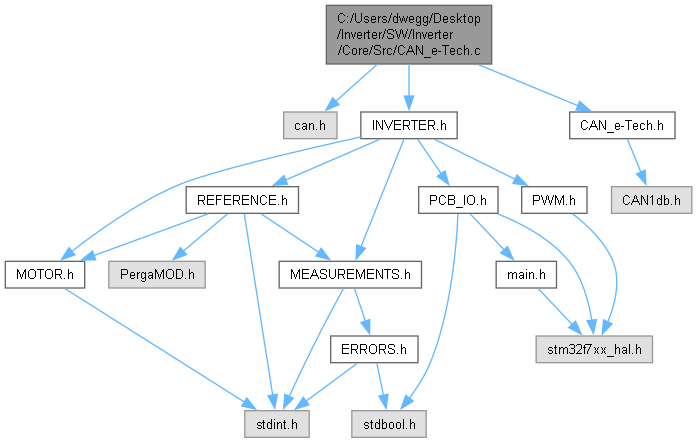 C:/Users/dwegg/Desktop
/Inverter/SW/Inverter
/Core/Src/CAN_e-Tech.c
can.h
INVERTER.h
CAN_e-Tech.h
REFERENCE.h
PCB_IO.h
PWM.h
CAN1db.h
MOTOR.h
PergaMOD.h
MEASUREMENTS.h
main.h
ERRORS.h
stm32f7xx_hal.h
stdint.h
stdbool.h